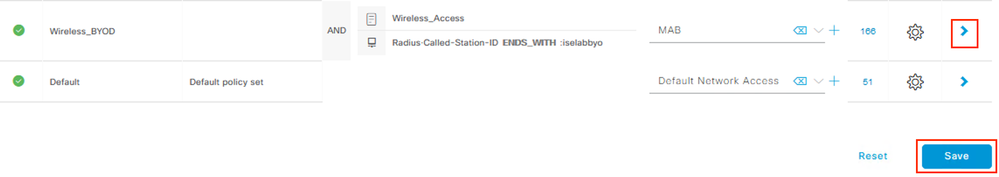 Wireless_Access
Wireless_BYOD AND MAB 166
Radius·Called-Station-ID ENDS_WITH :iselabbyo
Default Default policy set Default Network Access 51
Reset Save